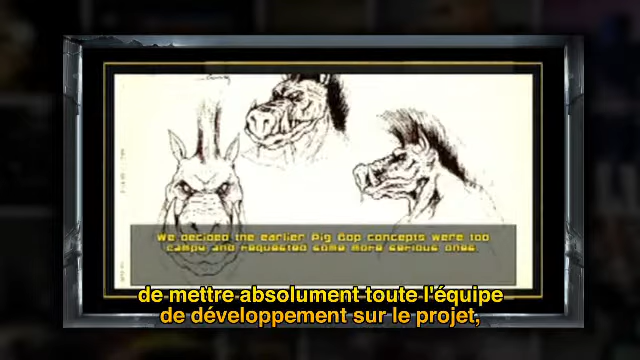 We decided the earlier Pig Cop concepts were too
campy and requested some more serious ones.
de mettre absolument toute l'équipe
de développement sur le projet,